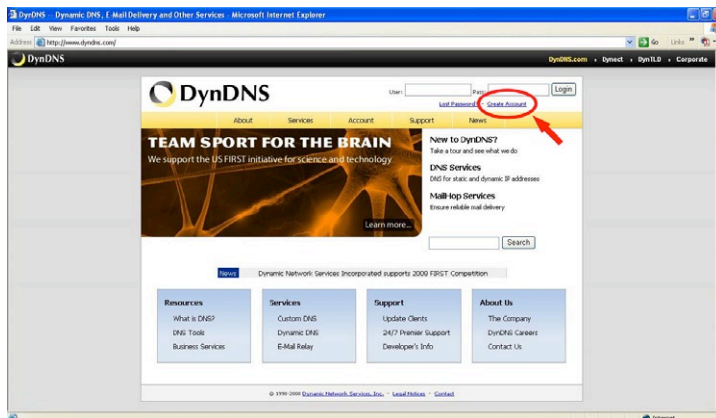 DynDNS - Dynamic DNS, E-Mail Delivery and Other Services - Microsoft Internet Explorer
File Edit View Favorites Tools Help
Address http://www.dyndns.com/ Go Links
DynDNS DynDNS.com Dynect DynTLD Corporate
DynDNS User: Pass: Login
Lost Password? - Create Account
About Services Account Support News
TEAM SPORT FOR THE BRAIN
We support the US FIRST initiative for science and technology
Learn more...
New to DynDNS?
Take a tour and see what we do
DNS Services
DNS for static and dynamic IP addresses
MailHop Services
Ensure reliable mail delivery
Search
News Dynamic Network Services Incorporated supports 2009 FIRST Competition
Resources
What is DNS?
DNS Tools
Business Services
Services
Custom DNS
Dynamic DNS
E-Mail Relay
Support
Update Clients
24/7 Premier Support
Developer's Info
About Us
The Company
DynDNS Careers
Contact Us
© 1998-2008 Dynamic Network Services, Inc. - Legal Notices - Contact
Internet